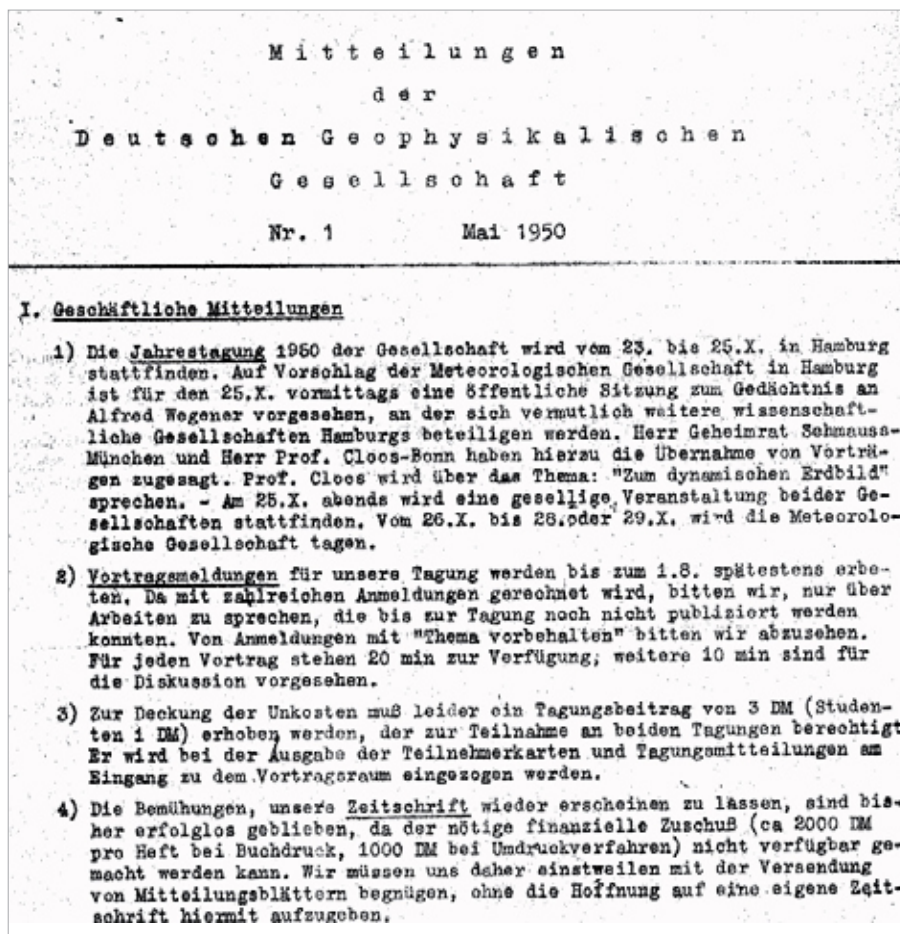 Mitteilungen
der
Deutschen Geophysikalischen
Gesellschaft
Nr. 1 Mai 1950
I. Geschäftliche Mitteilungen
1) Die Jahrestagung 1950 der Gesellschaft wird vom 23. bis 25.X. in Hamburg
stattfinden. Auf Vorschlag der Meteorologischen Gesellschaft in Hamburg
ist für den 25.X. vormittags eine öffentliche Sitzung zum Gedächtnis an
Alfred Wegener vorgesehen, an der sich vermutlich weitere wissenschaft-
liche Gesellschaften Hamburgs beteiligen werden. Herr Geheimrat Schmauss-
München und Herr Prof. Cloos-Bonn haben hierzu die Übernahme von Vorträ-
gen zugesagt. Prof. Cloos wird über das Thema: "Zum dynamischen Erdbild"
sprechen. - Am 25.X. abends wird eine gesellige Veranstaltung beider Ge-
sellschaften stattfinden. Vom 26.X. bis 28.oder 29.X. wird die Meteorolo-
gische Gesellschaft tagen.
2) Vortragsmeldungen für unsere Tagung werden bis zum 1.8. spätestens erbe-
ten. Da mit zahlreichen Anmeldungen gerechnet wird, bitten wir, nur über
Arbeiten zu sprechen, die bis zur Tagung noch nicht publiziert werden
konnten. Von Anmeldungen mit "Thema vorbehalten" bitten wir abzusehen.
Für jeden Vortrag stehen 20 min zur Verfügung; weitere 10 min sind für
die Diskussion vorgesehen.
3) Zur Deckung der Unkosten muß leider ein Tagungsbeitrag von 3 DM (Studen-
ten 1 DM) erhoben werden, der zur Teilnahme an beiden Tagungen berechtigt
Er wird bei der Ausgabe der Teilnehmerkarten und Tagungsmitteilungen am
Eingang zu dem Vortragsraum eingezogen werden.
4) Die Bemühungen, unsere Zeitschrift wieder erscheinen zu lassen, sind bis-
her erfolglos geblieben, da der nötige finanzielle Zuschuß (ca 2000 DM
pro Heft bei Buchdruck, 1000 DM bei Umdruckverfahren) nicht verfügbar ge-
macht werden kann. Wir müssen uns daher einstweilen mit der Versendung
von Mitteilungsblättern begnügen, ohne die Hoffnung auf eine eigene Zeit-
schrift hiermit aufzugeben.